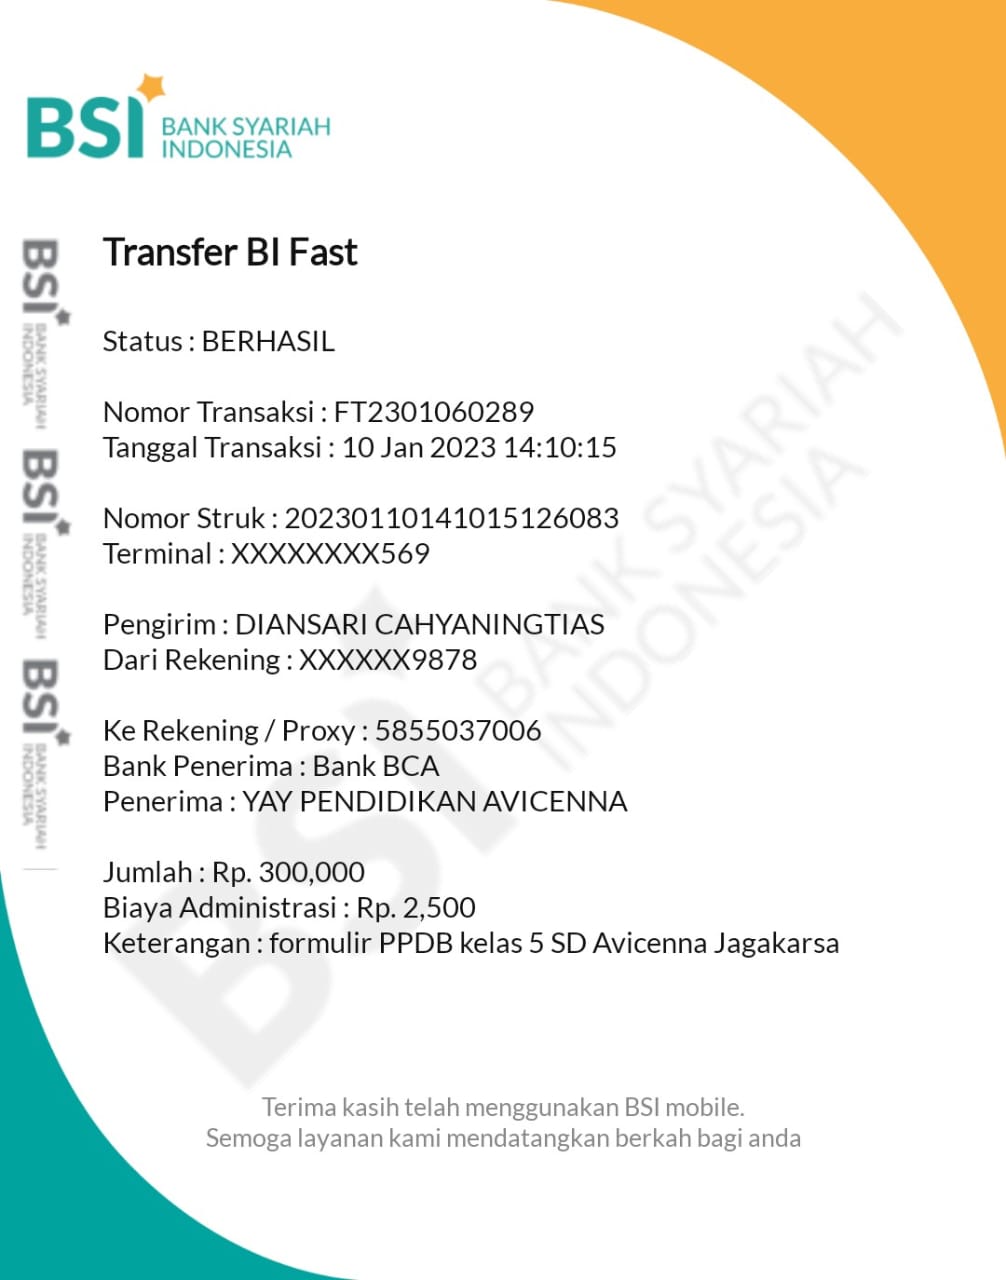 BSI BANK SYARIAH
INDONESIA
Transfer BI Fast
Status : BERHASIL
Nomor Transaksi : FT2301060289
Tanggal Transaksi : 10 Jan 2023 14:10:15
Nomor Struk : 20230110141015126083
Terminal : XXXXXXXX569
Pengirim : DIANSARI CAHYANINGTIAS
Dari Rekening : XXXXXX9878
Ke Rekening / Proxy : 5855037006
Bank Penerima : Bank BCA
Penerima : YAY PENDIDIKAN AVICENNA
Jumlah : Rp. 300,000
Biaya Administrasi : Rp. 2,500
Keterangan : formulir PPDB kelas 5 SD Avicenna Jagakarsa
Terima kasih telah menggunakan BSI mobile.
Semoga layanan kami mendatangkan berkah bagi anda
BSI BANK SYARIAH
INDONESIA
BSI BANK SYARIAH
INDONESIA
BSI BANK SYARIAH
INDONESIA
BSI BANK SYARIAH
INDONESIA